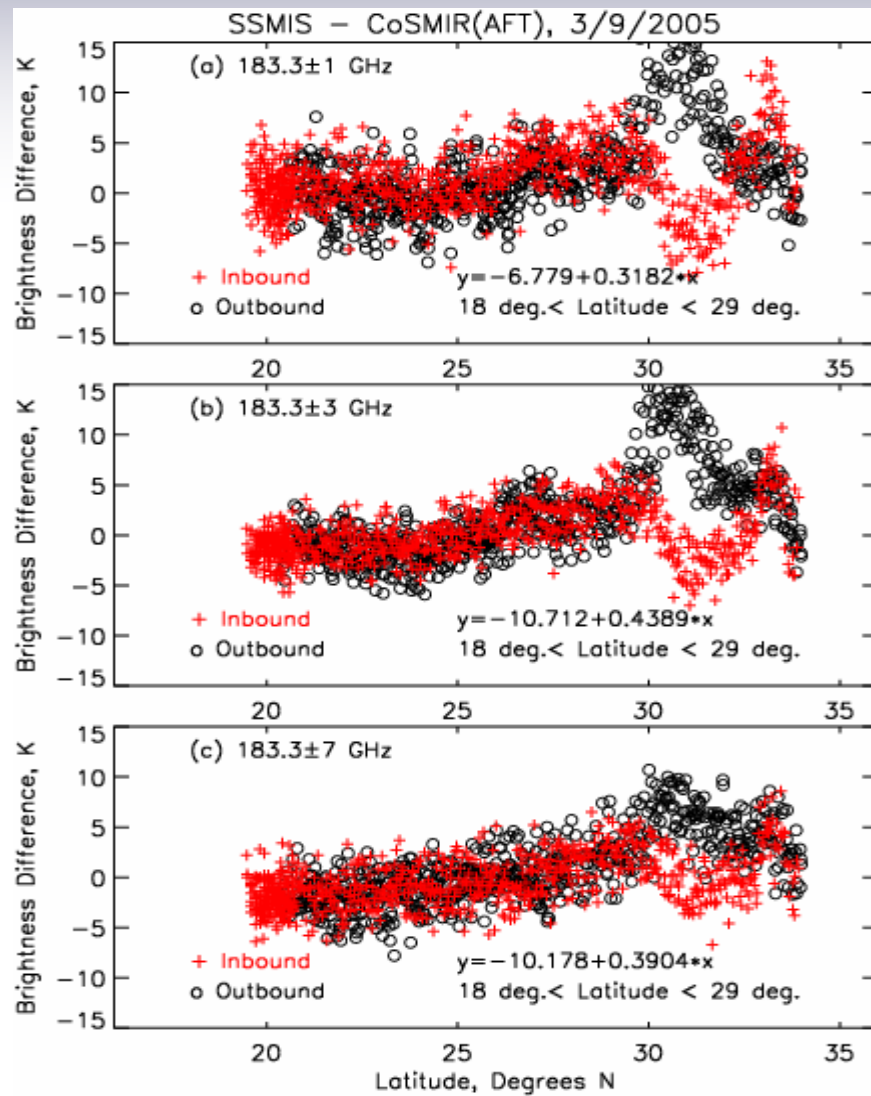 SSMIS − CoSMIR(AFT), 3/9/2005
Brightness Difference, K
15
10
5
0
−5
−10
−15
(a) 183.3±1 GHz
+ Inbound
o Outbound
y=−6.779+0.3182*x
18 deg.< Latitude < 29 deg.
20 25 30 35
Brightness Difference, K
15
10
5
0
−5
−10
−15
(b) 183.3±3 GHz
+ Inbound
o Outbound
y=−10.712+0.4389*x
18 deg.< Latitude < 29 deg.
20 25 30 35
Brightness Difference, K
15
10
5
0
−5
−10
−15
(c) 183.3±7 GHz
+ Inbound
o Outbound
y=−10.178+0.3904*x
18 deg.< Latitude < 29 deg.
20 25 30 35
Latitude, Degrees N